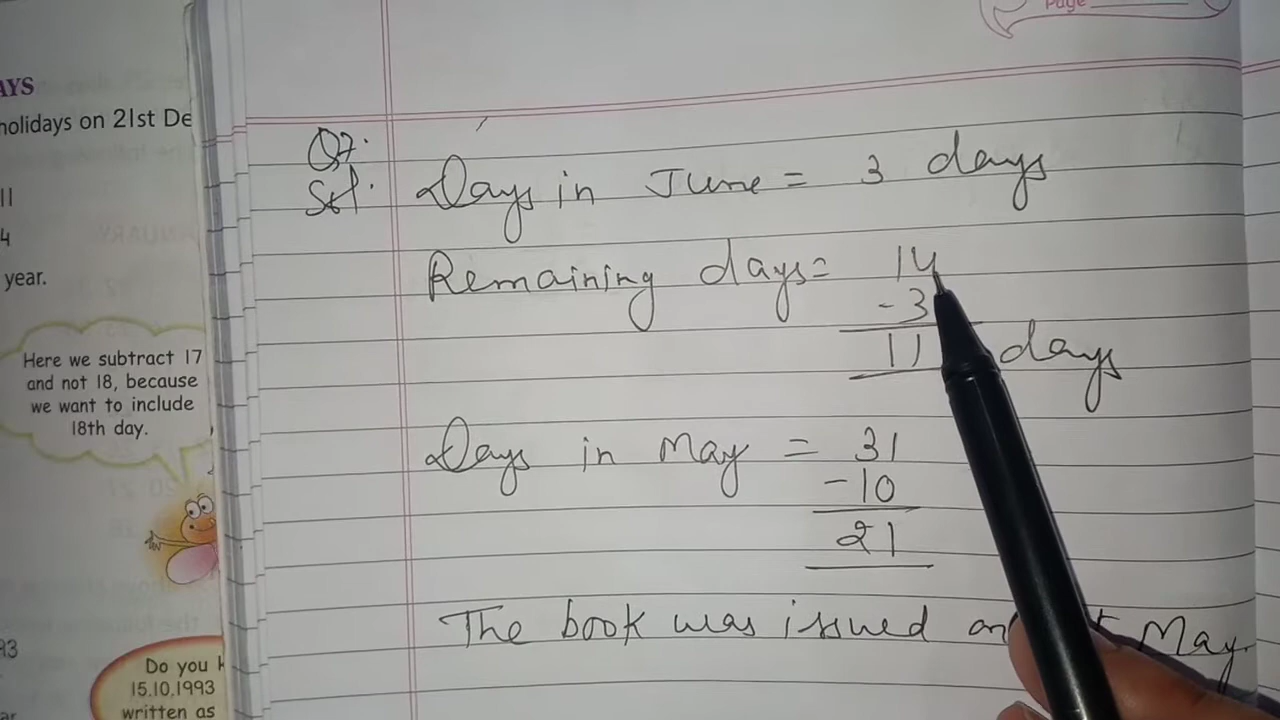 Page
AYS
holidays on 21st De
11
4
year.
Here we subtract 17
and not 18, because
we want to include
18th day.
93
Do you
15.10.1993
written as
Q7.
Sol. Days in June = 3 days
Remaining days = 14
- 3
11 days
Days in May = 31
- 10
21
The book was issued on May.